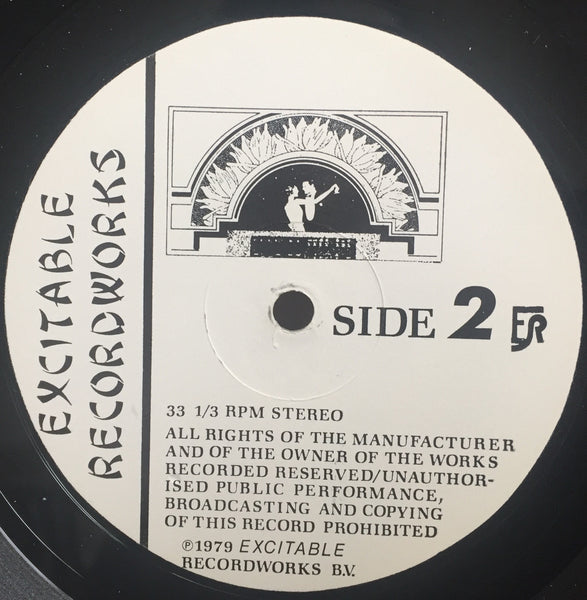 EXCITABLE
RECORDWORKS
SIDE 2 EJR
33 1/3 RPM STEREO
ALL RIGHTS OF THE MANUFACTURER
AND OF THE OWNER OF THE WORKS
RECORDED RESERVED/UNAUTHOR-
ISED PUBLIC PERFORMANCE,
BROADCASTING AND COPYING
OF THIS RECORD PROHIBITED
℗1979 EXCITABLE
RECORDWORKS B.V.